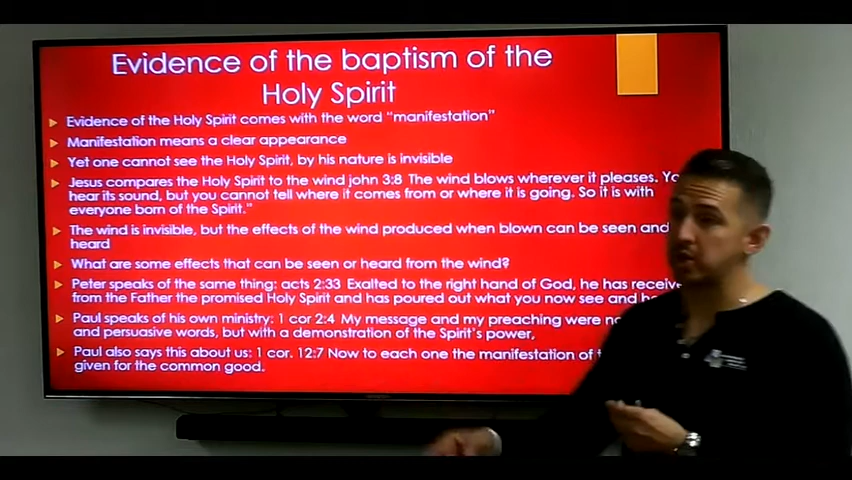 Evidence of the baptism of the
Holy Spirit
Evidence of the Holy Spirit comes with the word "manifestation"
Manifestation means a clear appearance
Yet one cannot see the Holy Spirit, by his nature is invisible
Jesus compares the Holy Spirit to the wind john 3:8 The wind blows wherever it pleases.
hear its sound, but you cannot tell where it comes from or where it is going. So it is with
everyone born of the Spirit."
The wind is invisible, but the effects of the wind produced when blown can be seen and
heard
What are some effects that can be seen or heard from the wind?
Peter speaks of the same thing: acts 2:33 Exalted to the right hand of God, he has
from the Father the promised Holy Spirit and has poured out what you now see and
Paul speaks of his own ministry: 1 cor 2:4 My message and my preaching were
and persuasive words, but with a demonstration of the Spirit's power,
Paul also says this about us: 1 cor. 12:7 Now to each one the manifestation of
given for the common good.